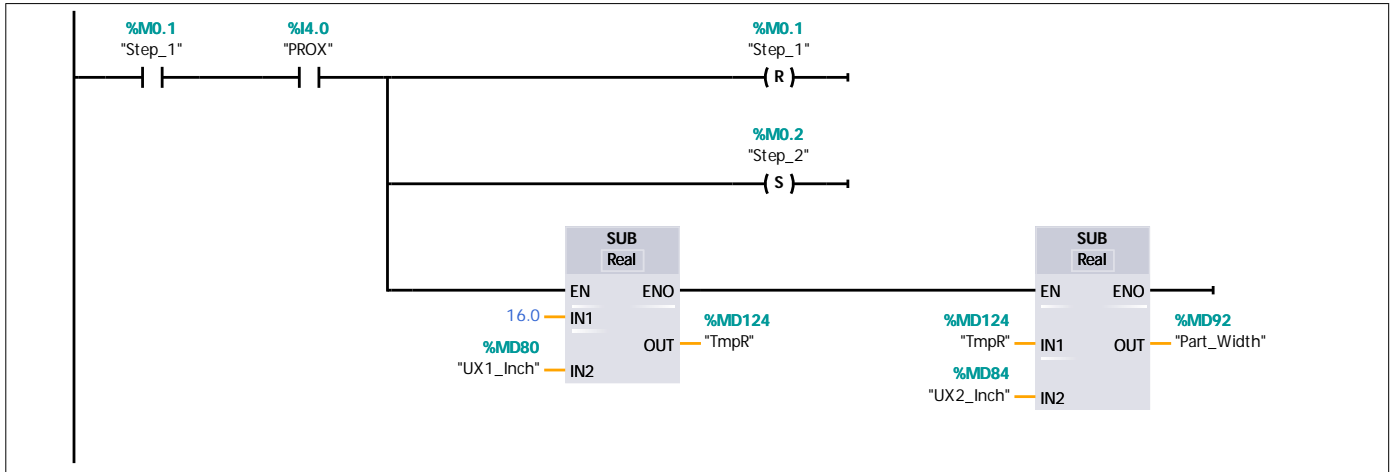 %M0.1
"Step_1"
%I4.0
"PROX"
%M0.1
"Step_1"
R
%M0.2
"Step_2"
S
SUB
Real
EN
ENO
16.0
IN1
%MD80
"UX1_Inch"
IN2
OUT
%MD124
"TmpR"
SUB
Real
EN
ENO
%MD124
"TmpR"
IN1
%MD84
"UX2_Inch"
IN2
OUT
%MD92
"Part_Width"